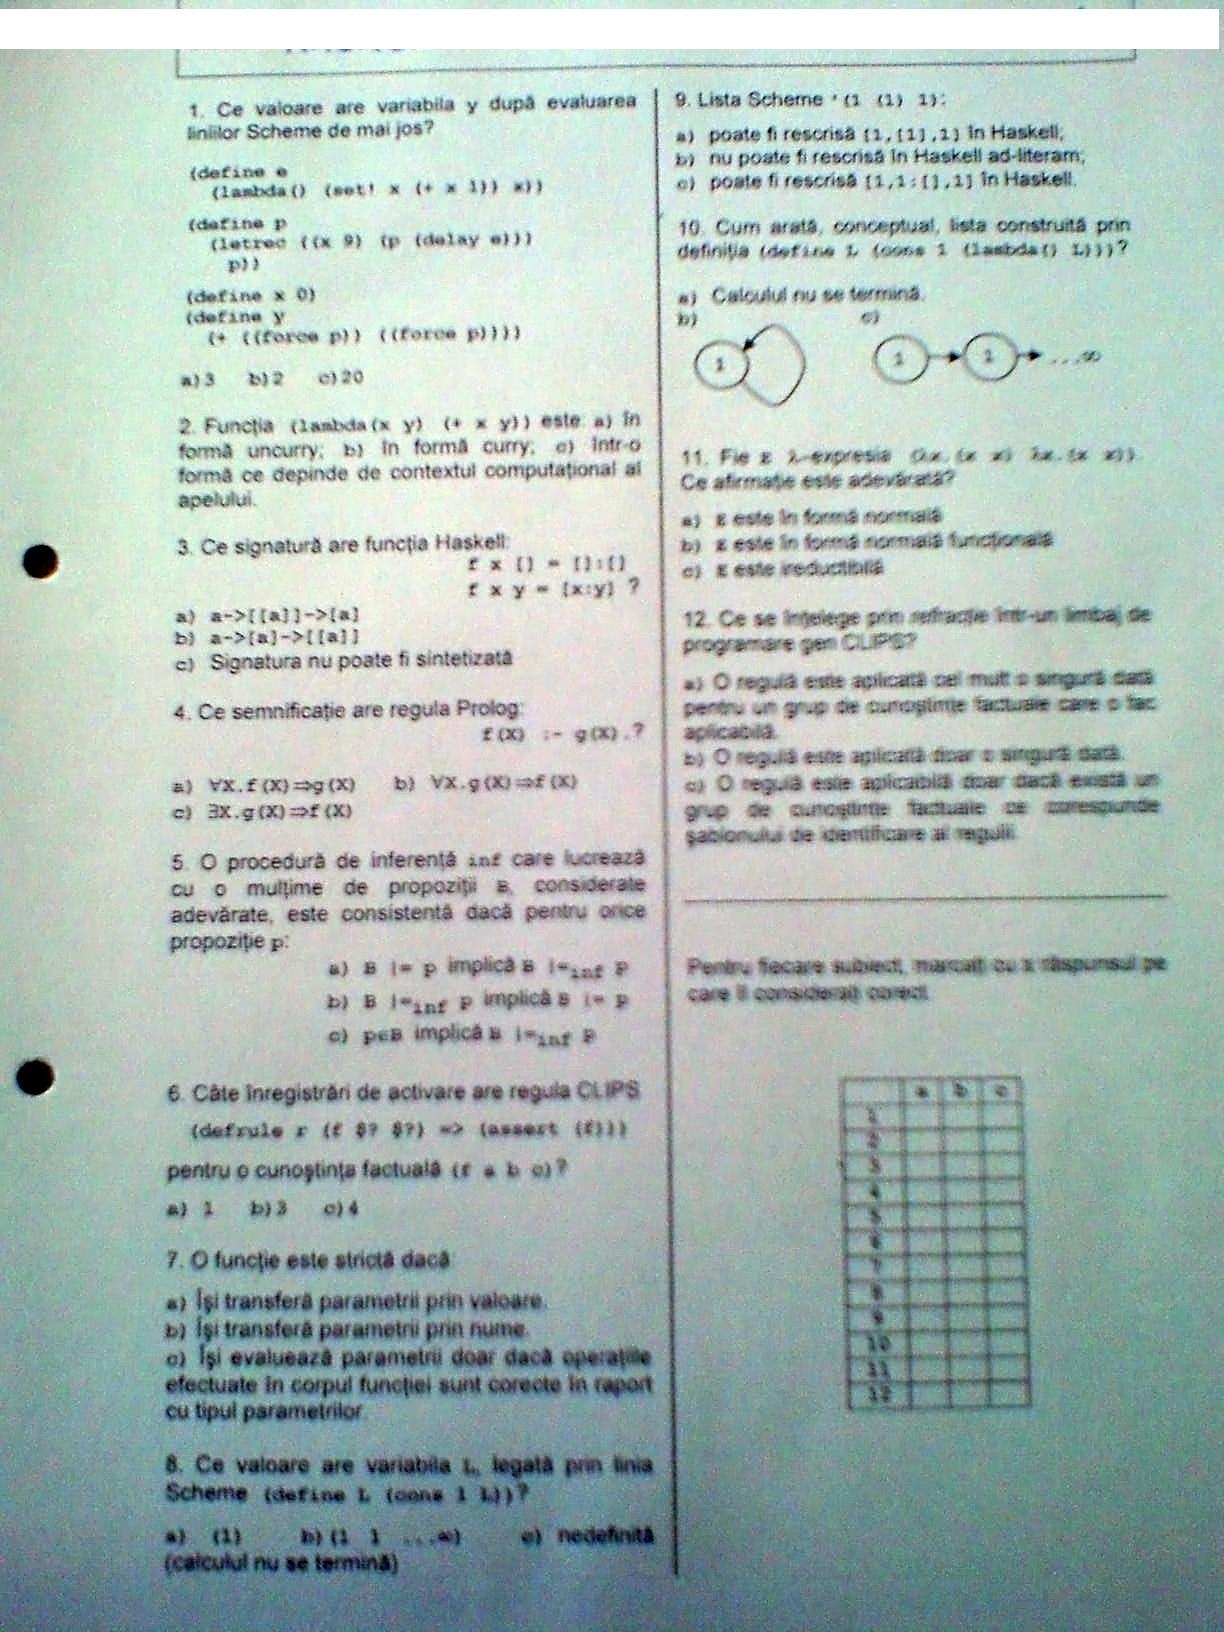 1. Ce valoare are variabila y după evaluarea
liniilor Scheme de mai jos?
(define e
(lambda() (set! x (+ x 1)) x))
(define p
(letrec ((x 9) (p (delay e)))
p))
(define x 0)
(define y
(+ ((force p)) ((force p))))
a) 3 b) 2 c) 20
2. Funcția (lambda(x y) (+ x y)) este: a) în
formă uncurry; b) în formă curry; c) într-o
formă ce depinde de contextul computațional al
apelului.
3. Ce signatură are funcția Haskell:
f x [] = []:[]
f x y = [x:y] ?
a) a->[[a]]->[a]
b) a->[a]->[[a]]
c) Signatura nu poate fi sintetizată
4. Ce semnificație are regula Prolog:
f(X) :- g(X).?
a) ∀X.f(X)⇒g(X) b) ∀X.g(X)⇒f(X)
c) ∃X.g(X)⇒f(X)
5. O procedură de inferență inf care lucrează
cu o mulțime de propoziții B, considerate
adevărate, este consistentă dacă pentru orice
propoziție p:
a) B |= p implică B |=inf p
b) B |=inf p implică B |= p
c) p∈B implică B |=inf p
6. Câte înregistrări de activare are regula CLIPS
(defrule r (f $? $?) => (assert (f)))
pentru o cunoștința factuală (f a b c)?
a) 1 b) 3 c) 4
7. O funcție este strictă dacă
a) Își transferă parametrii prin valoare.
b) Își transferă parametrii prin nume.
c) Își evaluează parametrii doar dacă operațiile
efectuate în corpul funcției sunt corecte în raport
cu tipul parametrilor.
8. Ce valoare are variabila L, legată prin linia
Scheme (define L (cons 1 L))?
a) (1) b) (1 1 ...∞) c) nedefinită
(calculul nu se termină)
9. Lista Scheme '(1 (1) 1):
a) poate fi rescrisă [1,[1],1] în Haskell;
b) nu poate fi rescrisă în Haskell ad-literam;
c) poate fi rescrisă [1,1:[],1] în Haskell.
10. Cum arată, conceptual, lista construită prin
definiția (define L (cons 1 (lambda() L)))?
a) Calculul nu se termină.
b) c)
1 1 1 ...∞
11. Fie E λ-expresia (λx.(x x) λx.(x x)).
Ce afirmație este adevărată?
a) E este în formă normală
b) E este în formă normală funcțională
c) E este ireductibilă
12. Ce se înțelege prin refracție într-un limbaj de
programare gen CLIPS?
a) O regulă este aplicată cel mult o singură dată
pentru un grup de cunoștințe factuale care o fac
aplicabilă.
b) O regulă este aplicată doar o singură dată.
c) O regulă este aplicabilă doar dacă există un
grup de cunoștințe factuale ce corespunde
șablonului de identificare al regulii.
Pentru fiecare subiect, marcați cu x răspunsul pe
care îl considerați corect.
a b c
1
2
3
4
5
6
7
8
9
10
11
12